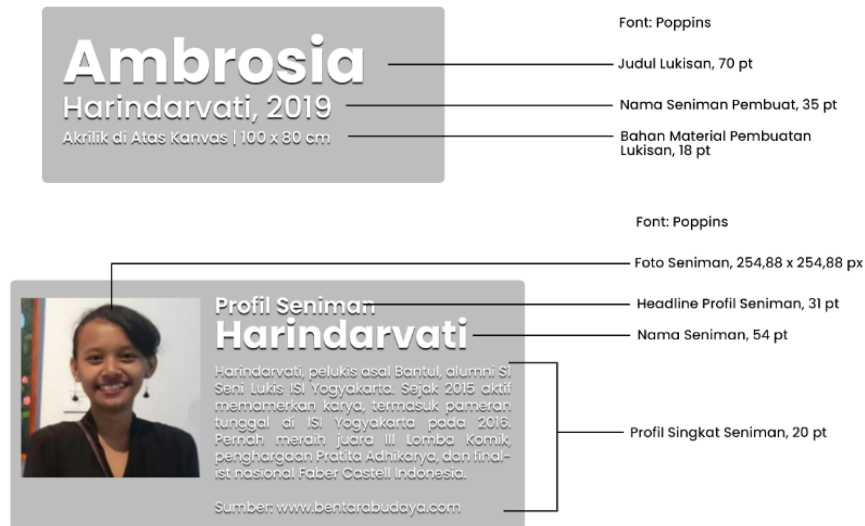 Font: Poppins
Ambrosia
Judul Lukisan, 70 pt
Harindarvati, 2019
Nama Seniman Pembuat, 35 pt
Akrilik di Atas Kanvas | 100 x 80 cm
Bahan Material Pembuatan
Lukisan, 18 pt
Font: Poppins
Foto Seniman, 254,88 x 254,88 px
Profil Seniman
Headline Profil Seniman, 31 pt
Harindarvati
Nama Seniman, 54 pt
Harindarvati, pelukis asal Bantul, alumni S1
Seni Lukis ISI Yogyakarta. Sejak 2015 aktif
memamerkan karya, termasuk pameran
tunggal di ISI Yogyakarta pada 2016.
Pernah meraih juara III Lomba Komik,
penghargaan Pratita Adhikarya, dan final-
ist nasional Faber Castell Indonesia.
Profil Singkat Seniman, 20 pt
Sumber: www.bentarabudaya.com